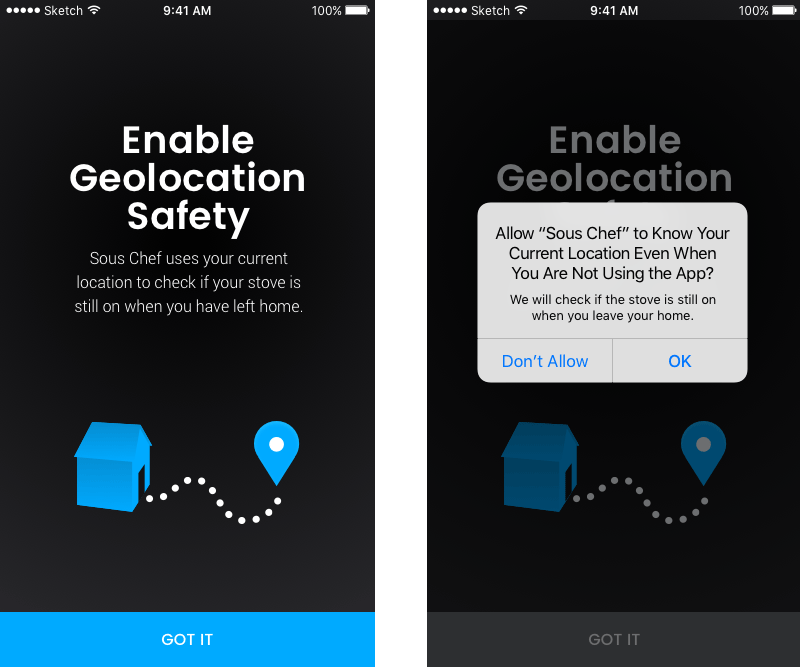 Sketch 9:41 AM 100%
Enable
Geolocation
Safety
Sous Chef uses your current
location to check if your stove is
still on when you have left home.
GOT IT
Sketch 9:41 AM 100%
Enable
Geolocation
Allow “Sous Chef” to Know Your
Current Location Even When
You Are Not Using the App?
We will check if the stove is still on
when you leave your home.
Don’t Allow OK
GOT IT